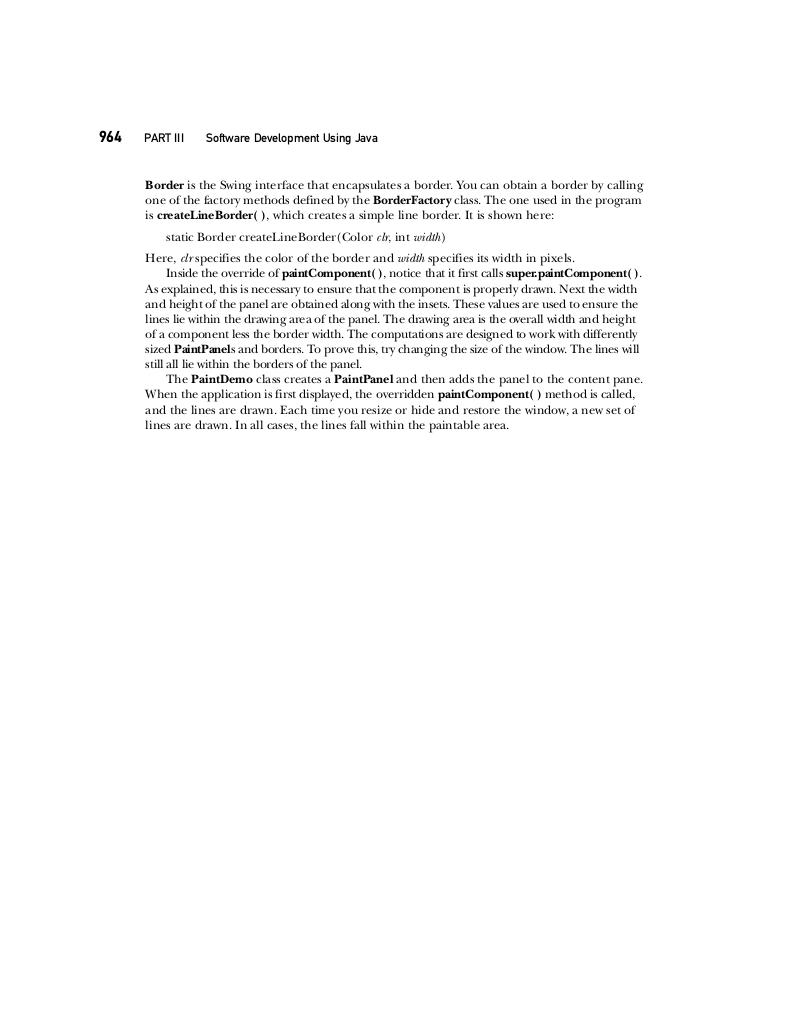 964 PART III Software Development Using Java
Border is the Swing interface that encapsulates a border. You can obtain a border by calling
one of the factory methods defined by the BorderFactory class. The one used in the program
is createLineBorder( ), which creates a simple line border. It is shown here:
static Border createLineBorder(Color clr, int width)
Here, clr specifies the color of the border and width specifies its width in pixels.
Inside the override of paintComponent( ), notice that it first calls super.paintComponent( ).
As explained, this is necessary to ensure that the component is properly drawn. Next the width
and height of the panel are obtained along with the insets. These values are used to ensure the
lines lie within the drawing area of the panel. The drawing area is the overall width and height
of a component less the border width. The computations are designed to work with differently
sized PaintPanels and borders. To prove this, try changing the size of the window. The lines will
still all lie within the borders of the panel.
The PaintDemo class creates a PaintPanel and then adds the panel to the content pane.
When the application is first displayed, the overridden paintComponent( ) method is called,
and the lines are drawn. Each time you resize or hide and restore the window, a new set of
lines are drawn. In all cases, the lines fall within the paintable area.